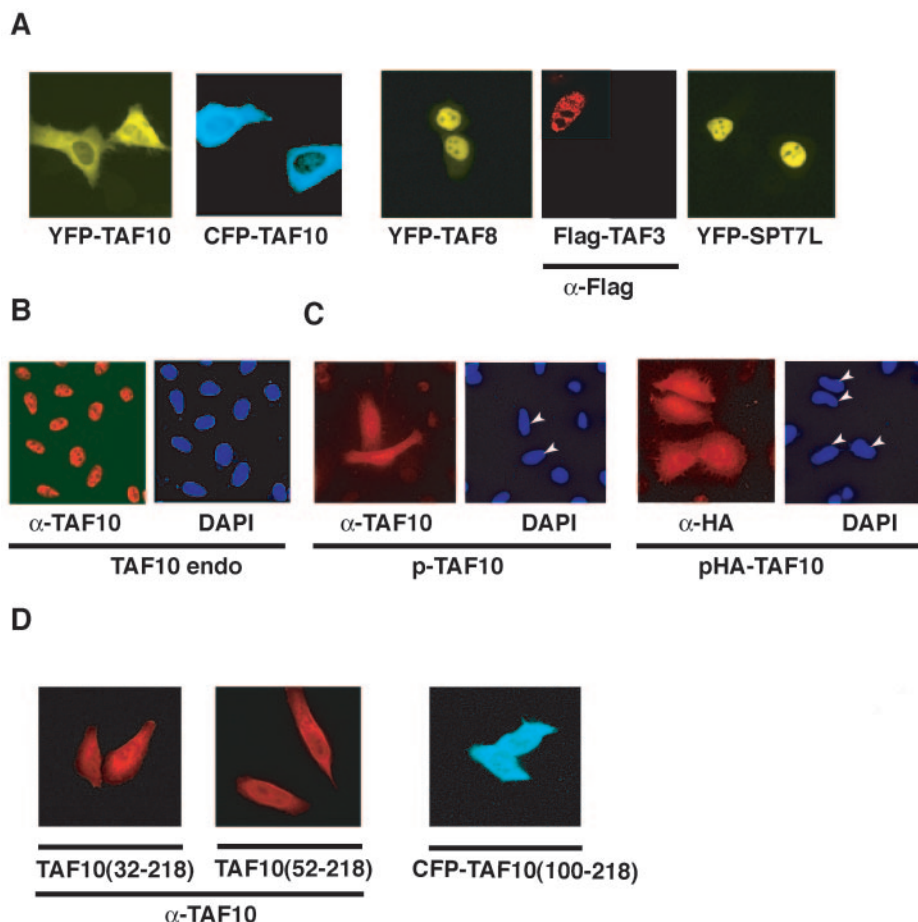 A
YFP-TAF10 CFP-TAF10 YFP-TAF8 Flag-TAF3 YFP-SPT7L
α-Flag
B C
α-TAF10 DAPI α-TAF10 DAPI α-HA DAPI
TAF10 endo p-TAF10 pHA-TAF10
D
TAF10(32-218) TAF10(52-218) CFP-TAF10(100-218)
α-TAF10